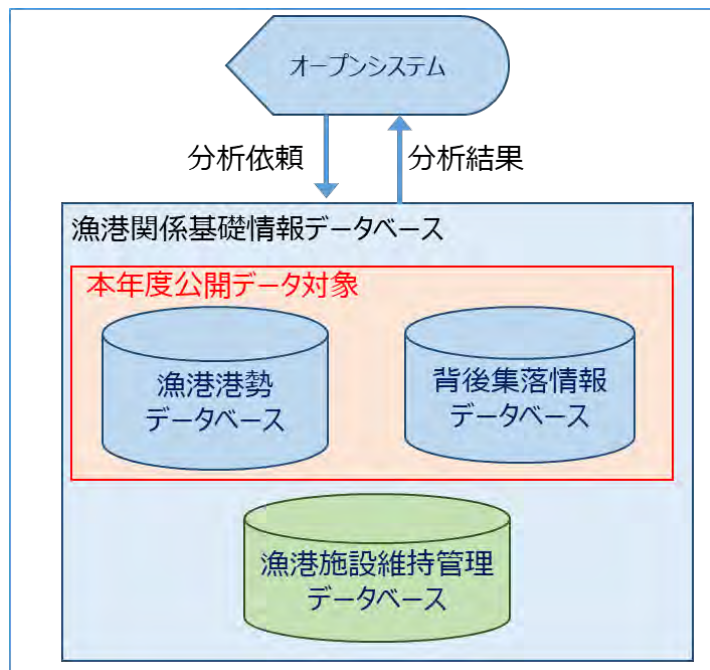 オープンシステム
分析依頼
分析結果
漁港関係基礎情報データベース
本年度公開データ対象
漁港港勢
データベース
背後集落情報
データベース
漁港施設維持管理
データベース